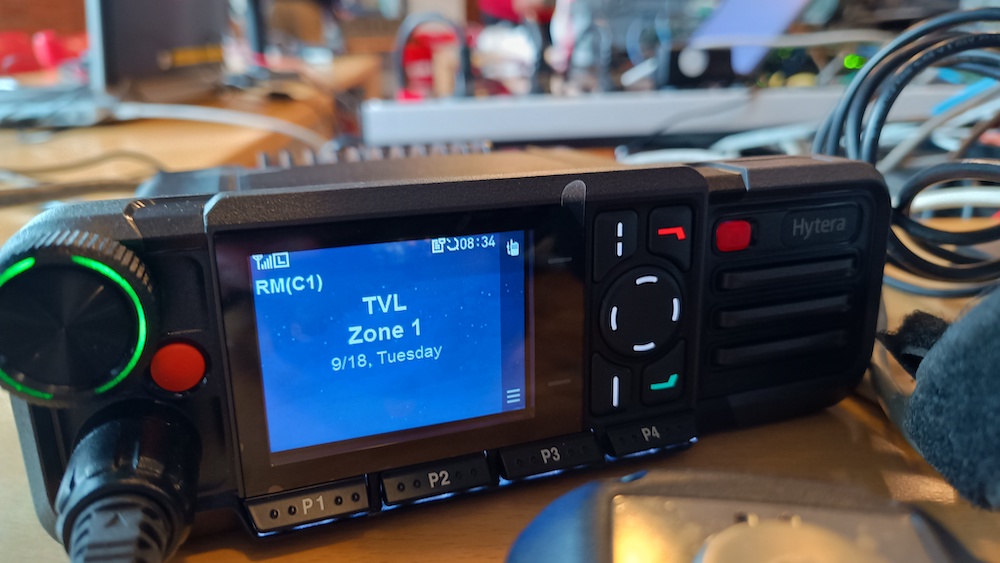 L 08:34
RM(C1)
TVL
Zone 1
9/18, Tuesday
Hytera
P1
P2
P3
P4